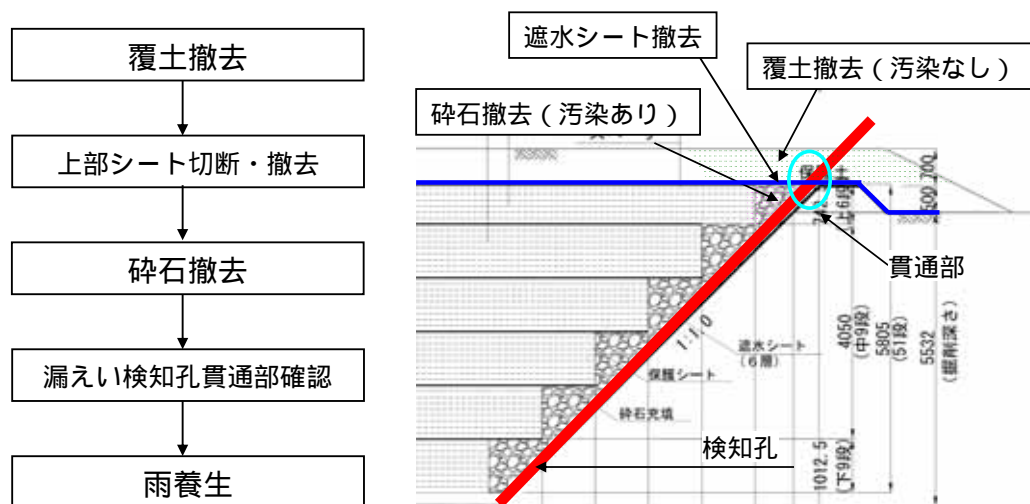 覆土撤去
上部シート切断・撤去
砕石撤去
漏えい検知孔貫通部確認
雨養生
遮水シート撤去
覆土撤去(汚染なし)
砕石撤去(汚染あり)
貫通部
1:1.0
遮水シート
(6層)
保護シート
砕石充填
検知孔
700
500
4050
(中9段)
5805
(51段)
5532
(掘削深さ)
1012.5
(下9段)